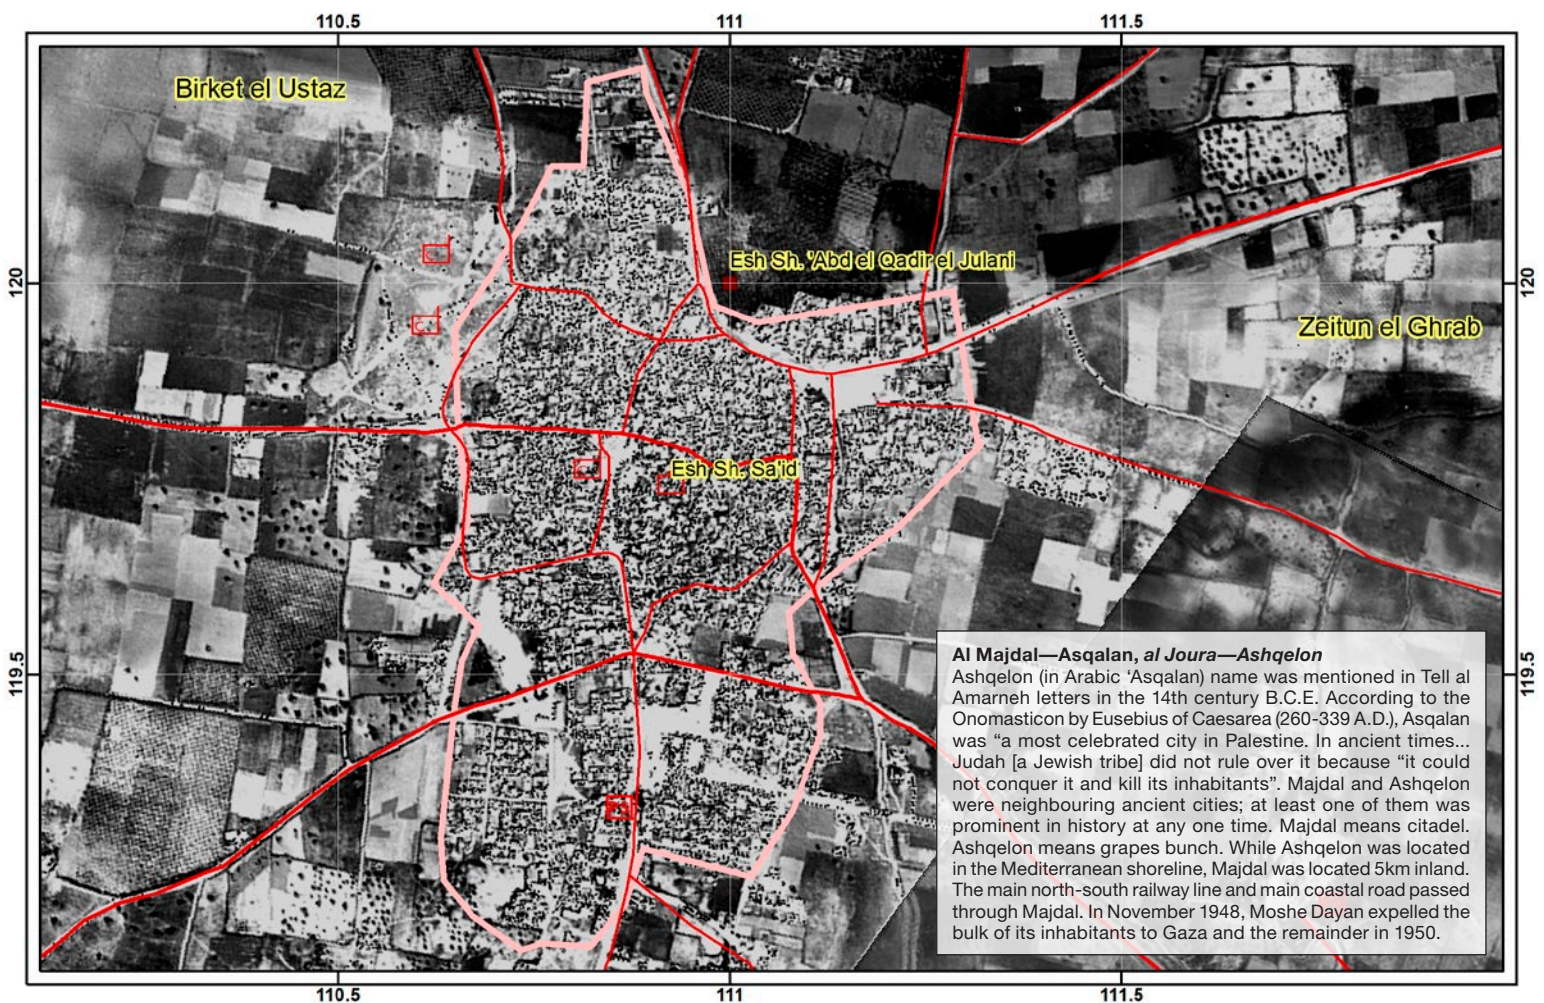 110.5
111
111.5
Birket el Ustaz
Esh Sh. 'Abd el Qadir el Julani
120
120
Zeitun el Ghrab
Esh Sh. Sa'id
119.5
119.5
Al Majdal—Asqalan, al Joura—Ashqelon
Ashqelon (in Arabic ‘Asqalan) name was mentioned in Tell al
Amarneh letters in the 14th century B.C.E. According to the
Onomasticon by Eusebius of Caesarea (260-339 A.D.), Asqalan
was “a most celebrated city in Palestine. In ancient times...
Judah [a Jewish tribe] did not rule over it because “it could
not conquer it and kill its inhabitants”. Majdal and Ashqelon
were neighbouring ancient cities; at least one of them was
prominent in history at any one time. Majdal means citadel.
Ashqelon means grapes bunch. While Ashqelon was located
in the Mediterranean shoreline, Majdal was located 5km inland.
The main north-south railway line and main coastal road passed
through Majdal. In November 1948, Moshe Dayan expelled the
bulk of its inhabitants to Gaza and the remainder in 1950.
110.5
111
111.5